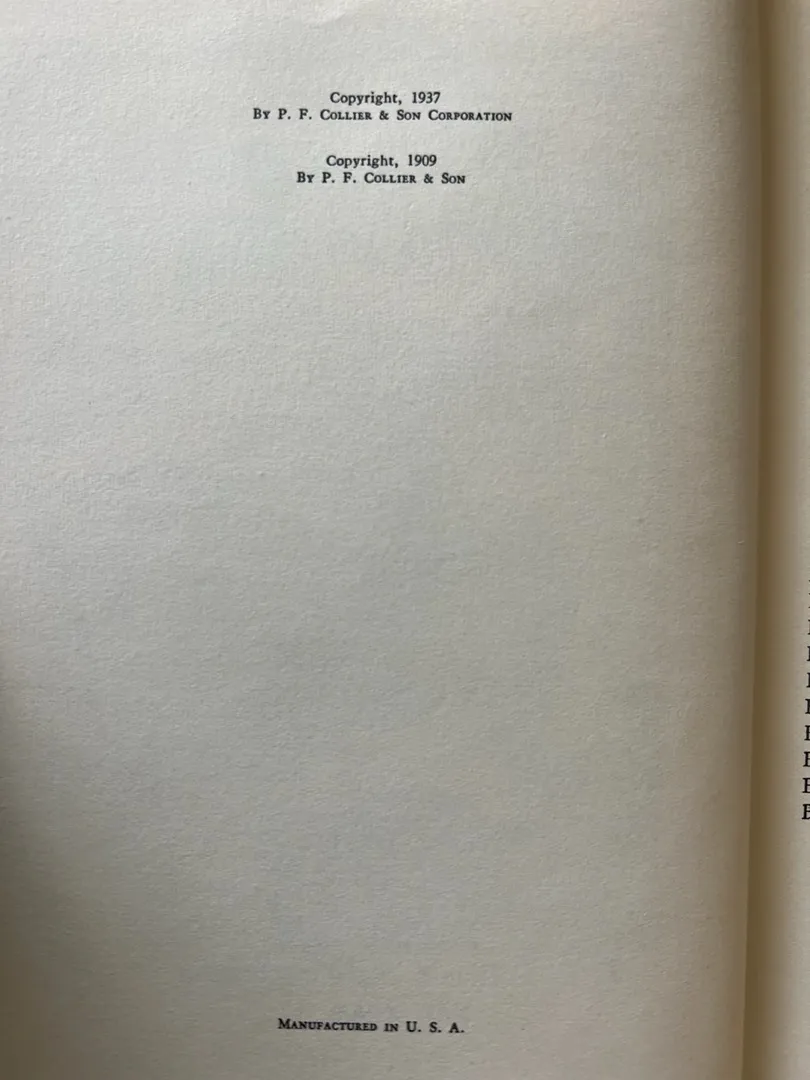 Copyright, 1937
By P. F. Collier & Son Corporation
Copyright, 1909
By P. F. Collier & Son
Manufactured in U. S. A.